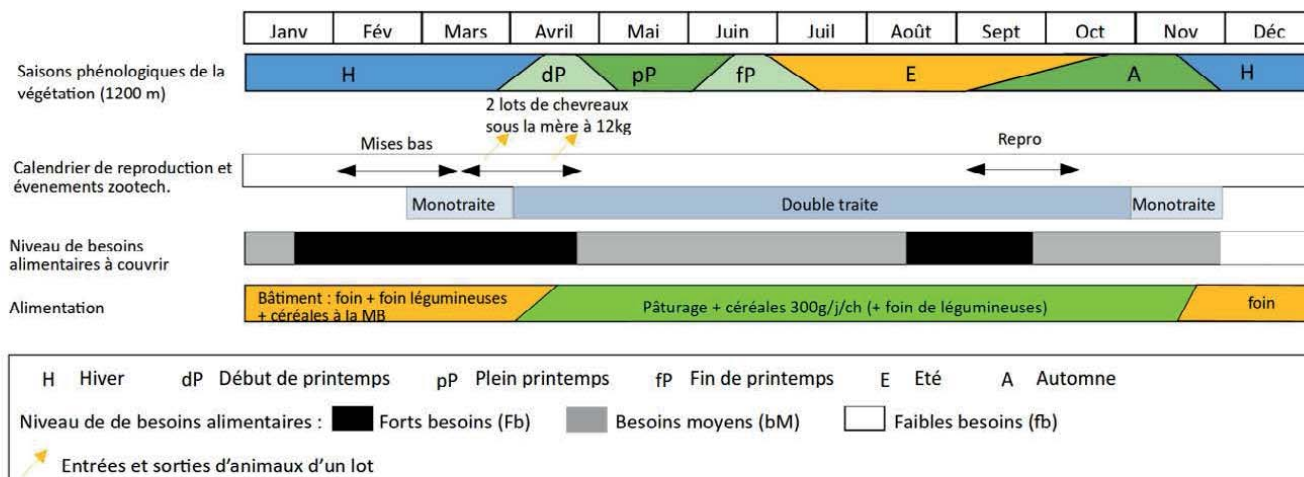 Janv Fév Mars Avril Mai Juin Juil Août Sept Oct Nov Déc
Saisons phénologiques de la
végétation (1200 m)
H dP pP fP E A H
2 lots de chevreaux
sous la mère à 12kg
Mises bas
Repro
Calendrier de reproduction et
évenements zootech.
Monotraite Double traite Monotraite
Niveau de besoins
alimentaires à couvrir
Alimentation
Bâtiment : foin + foin légumineuses
+ céréales à la MB
Pâturage + céréales 300g/j/ch (+ foin de légumineuses)
foin
H Hiver dP Début de printemps pP Plein printemps fP Fin de printemps E Eté A Automne
Niveau de de besoins alimentaires : Forts besoins (Fb) Besoins moyens (bM) Faibles besoins (fb)
Entrées et sorties d'animaux d'un lot